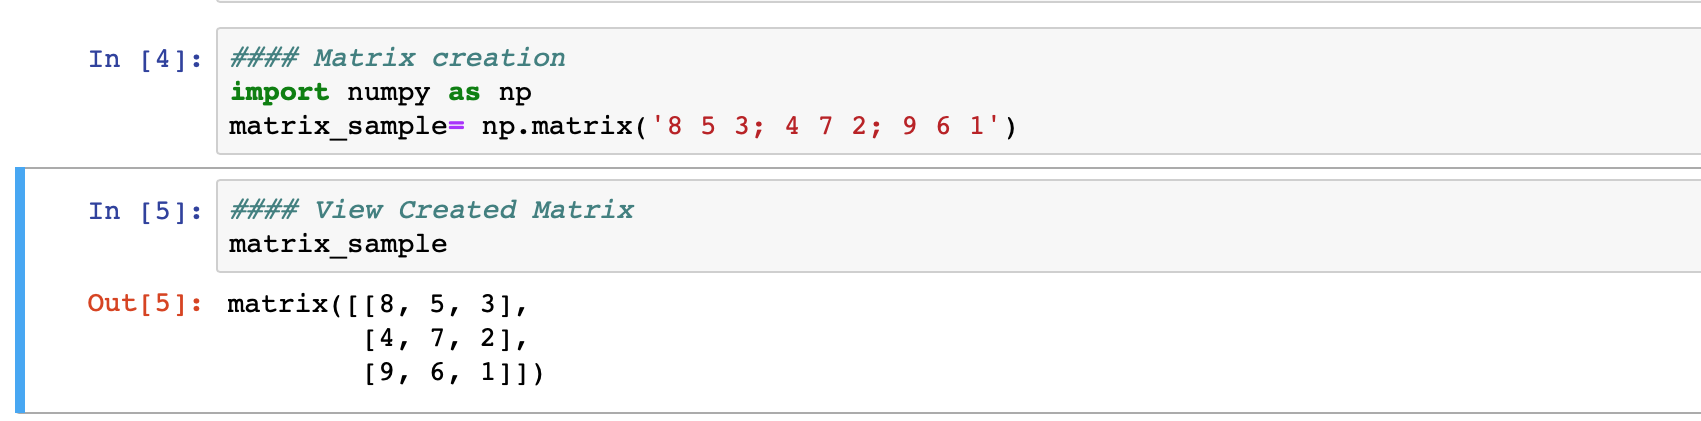 In [4]: #### Matrix creation
import numpy as np
matrix_sample= np.matrix('8 5 3; 4 7 2; 9 6 1')
In [5]: #### View Created Matrix
matrix_sample
Out[5]: matrix([[8, 5, 3],
[4, 7, 2],
[9, 6, 1]])